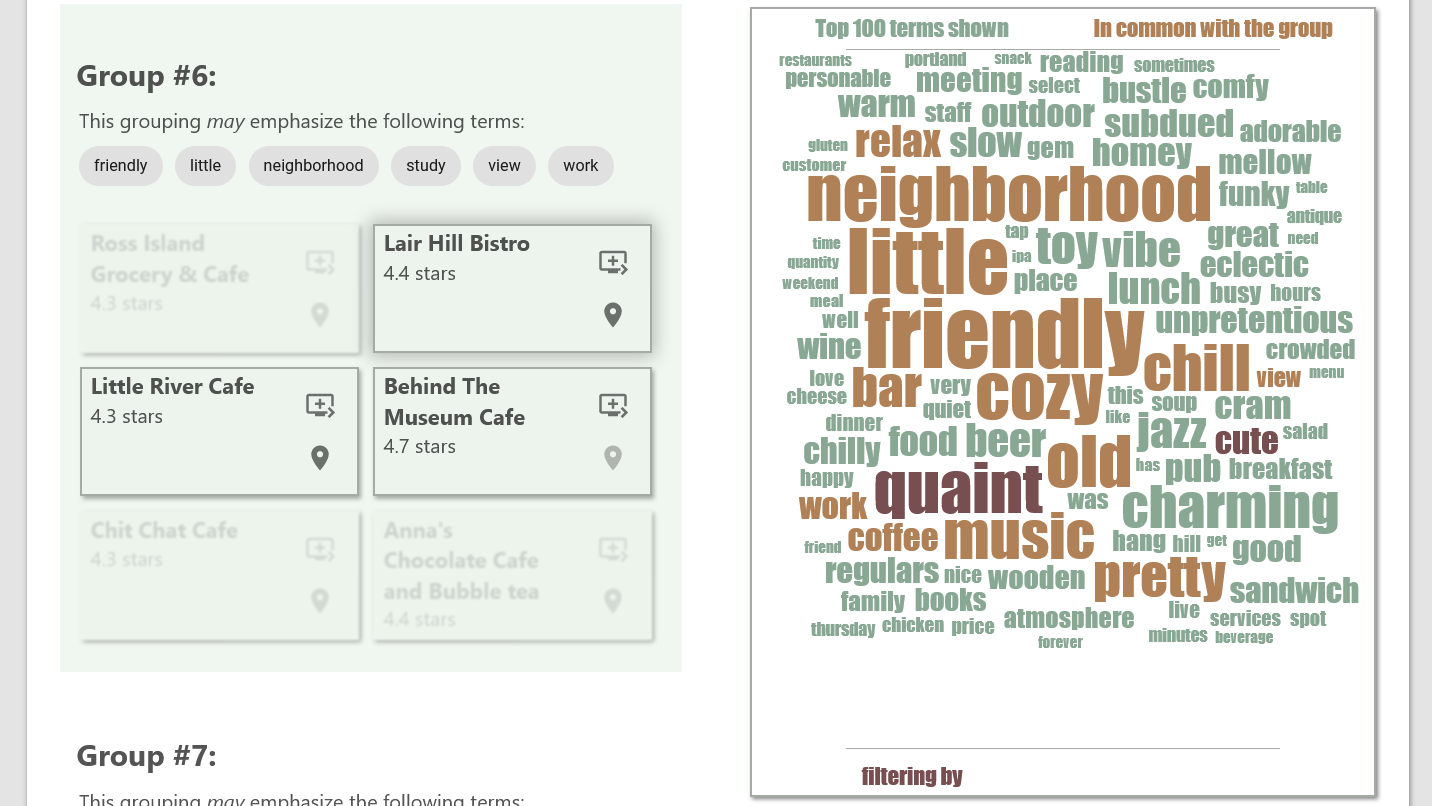 Group #6:
This grouping may emphasize the following terms:
friendly little neighborhood study view work
Ross Island
Grocery & Cafe
4.3 stars
Lair Hill Bistro
4.4 stars
Little River Cafe
4.3 stars
Behind The
Museum Cafe
4.7 stars
Chit Chat Cafe
4.3 stars
Anna's
Chocolate Cafe
and Bubble tea
4.4 stars
Group #7:
This grouping may emphasize the following terms:
Top 100 terms shown In common with the group
restaurants portland snack reading sometimes
personable meeting select bustle comfy
warm staff outdoor subdued adorable
gluten relax slow gem homey mellow
customer neighborhood funky table
antique
time little tap toy vibe great need
quantity ipa eclectic
weekend place lunch busy hours
meal
well friendly unpretentious
wine chill crowded
love bar very cozy this view menu
cheese quiet like soup cram
dinner jazz cute salad
chilly food beer old has pub breakfast
happy quaint was charming
work
friend coffee music hang hill get good
regulars nice wooden pretty sandwich
family books atmosphere live services spot
thursday chicken price minutes beverage
forever
filtering by